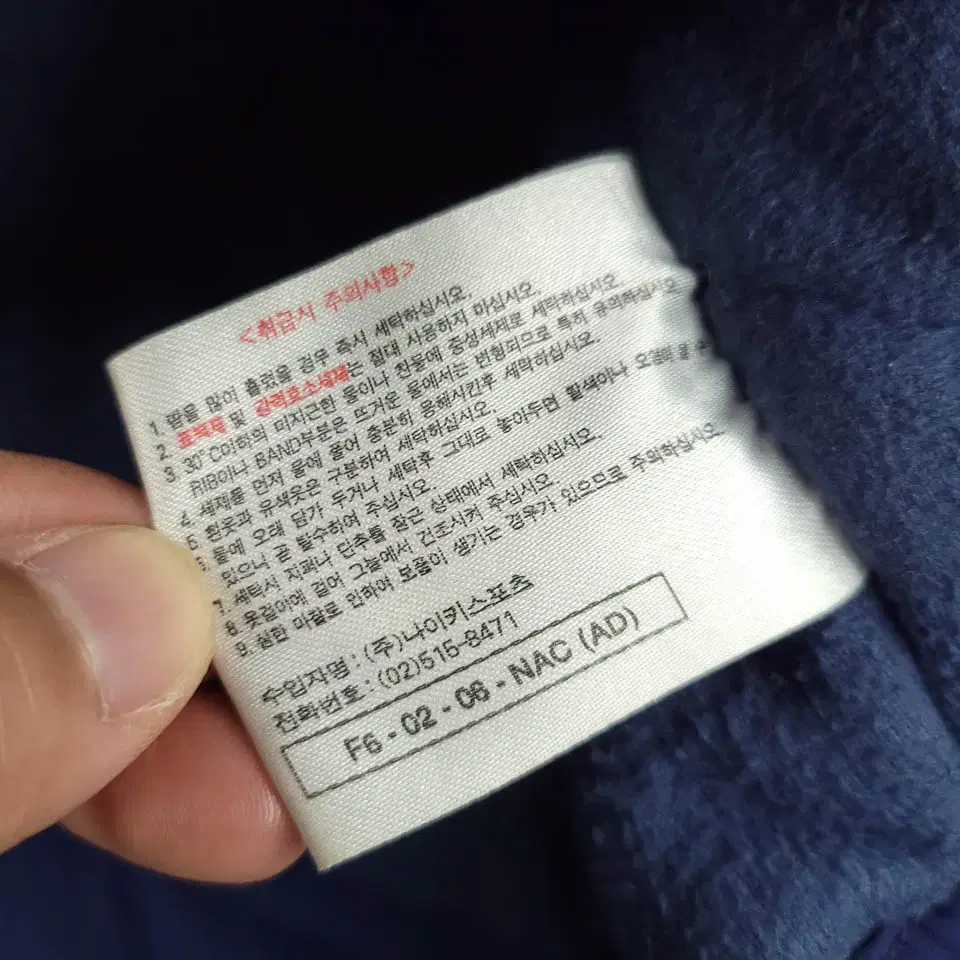 <취급시 주의사항>
1. 땀을 많이 흘렸을 경우 즉시 세탁하십시오.
2. 표백제 및 강력효소세제는 절대 사용하지 마십시오.
3. 30°C이하의 미지근한 물이나 찬물에 중성세제로 세탁하십시오.
RIB이나 BAND부분은 뜨거운 물에서는 변형되므로 특히 유의하십시오.
4. 세제를 먼저 물에 풀어 충분히 용해시킨후 세탁하십시오.
5. 흰옷과 유색옷은 구분하여 세탁하십시오.
6. 물에 오래 담가 두거나 세탁후 그대로 놓아두면 탈색이나 오염의
있으니 곧 탈수하여 주십시오.
7. 세탁시 지퍼나 단추를 잠근 상태에서 세탁하십시오.
8. 옷걸이에 걸어 그늘에서 건조시켜 주십시오
9. 심한 마찰로 인하여 보풀이 생기는 경우가 있으므로 주의하십시오.
수입자명 : (주)나이키스포츠
전화번호 : (02)515-8471
F6 - 02 - 06 - NAC (AD)